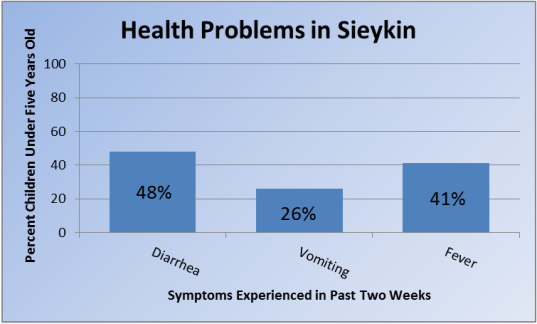 Health Problems in Sieykin
Percent Children Under Five Years Old
100
80
60
40
20
0
48%
26%
41%
Diarrhea
Vomiting
Fever
Symptoms Experienced in Past Two Weeks